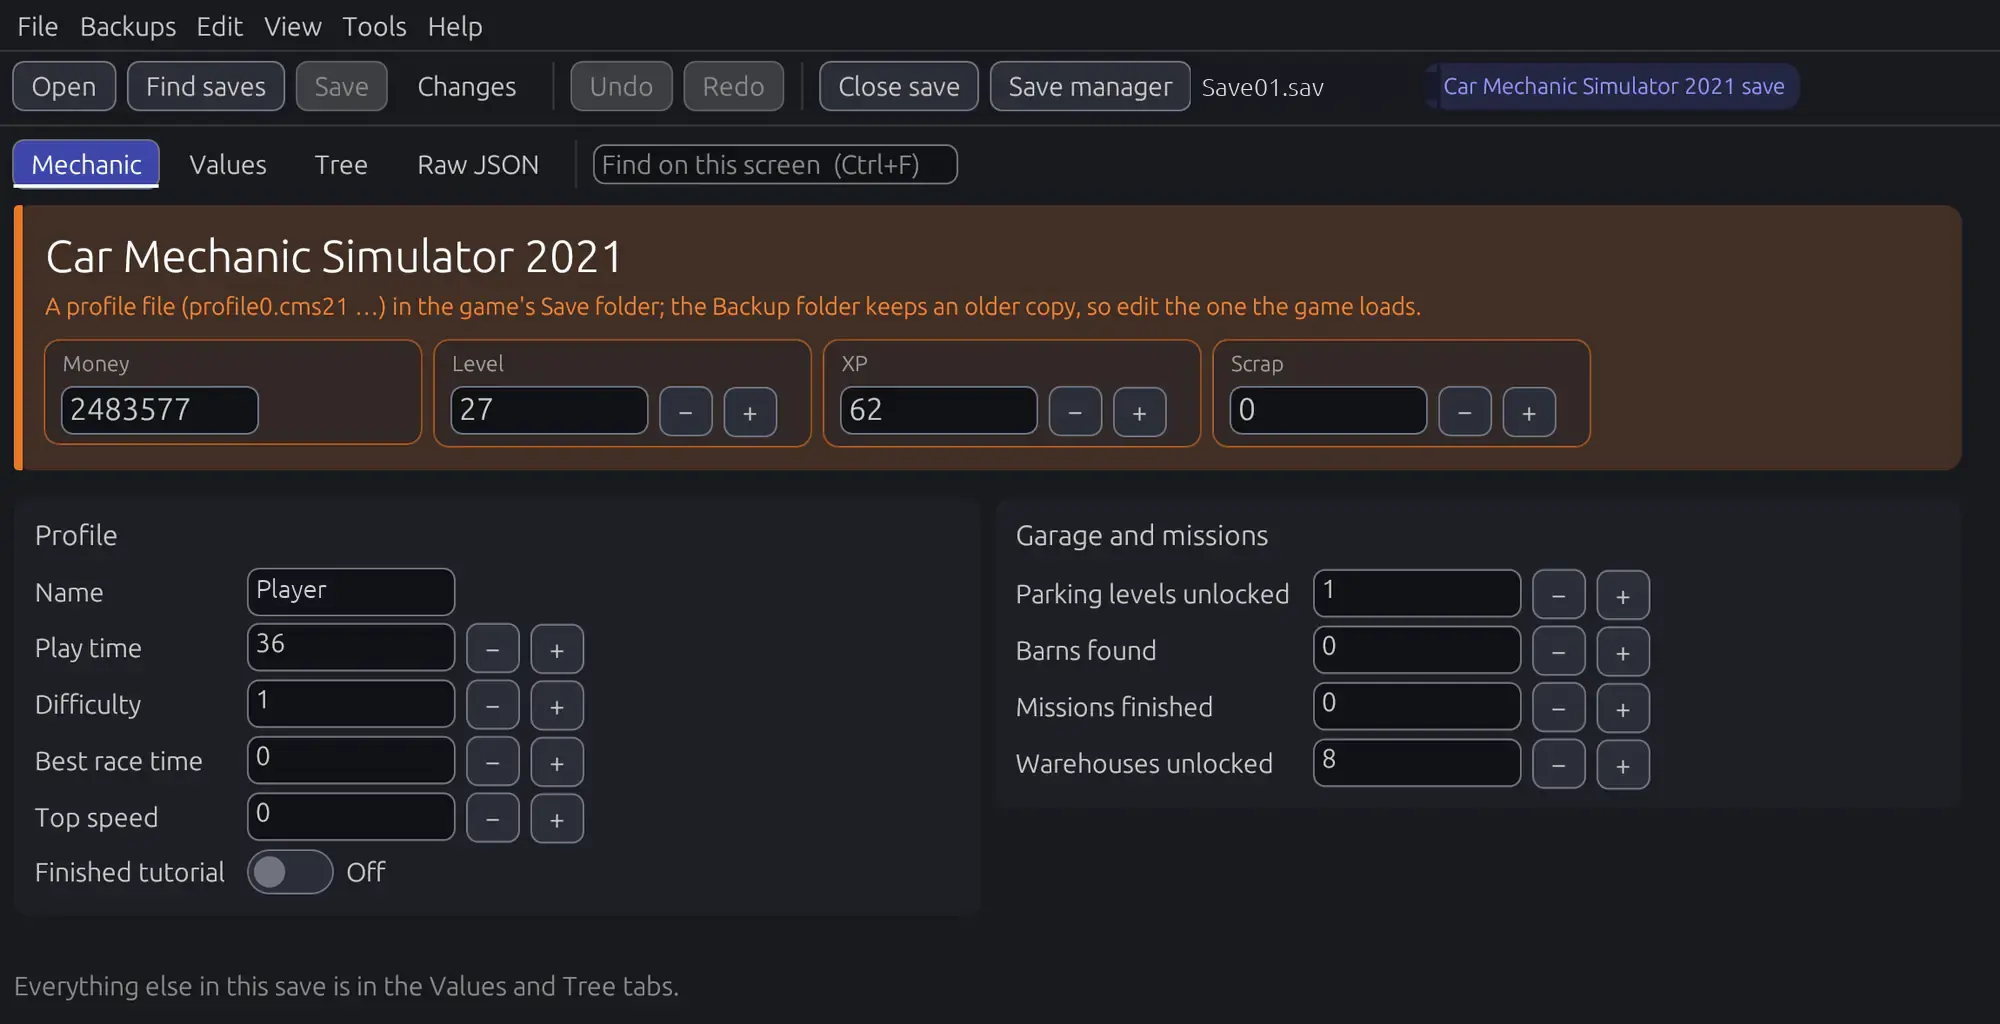 File Backups Edit View Tools Help
Open Find saves Save Changes Undo Redo Close save Save manager Save01.sav Car Mechanic Simulator 2021 save
Mechanic Values Tree Raw JSON Find on this screen (Ctrl+F)
Car Mechanic Simulator 2021
A profile file (profile0.cms21 ...) in the game's Save folder; the Backup folder keeps an older copy, so edit the one the game loads.
Money Level XP Scrap
2483577 27 − + 62 − + 0 − +
Profile
Name Player
Play time 36 − +
Difficulty 1 − +
Best race time 0 − +
Top speed 0 − +
Finished tutorial Off
Garage and missions
Parking levels unlocked 1 − +
Barns found 0 − +
Missions finished 0 − +
Warehouses unlocked 8 − +
Everything else in this save is in the Values and Tree tabs.